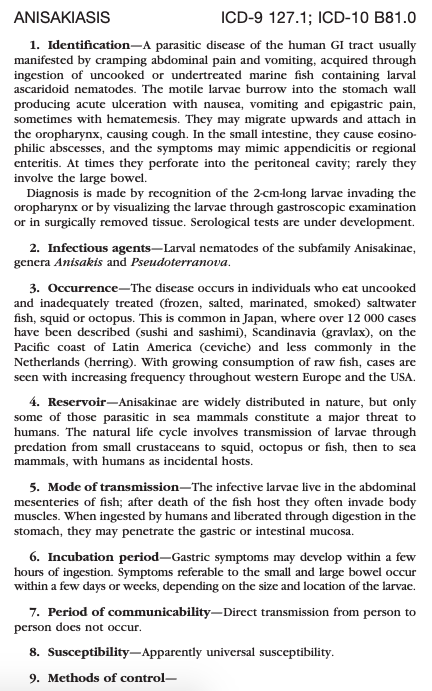 ANISAKIASIS ICD-9 127.1; ICD-10 B81.0
1. Identification—A parasitic disease of the human GI tract usually
manifested by cramping abdominal pain and vomiting, acquired through
ingestion of uncooked or undertreated marine fish containing larval
ascaridoid nematodes. The motile larvae burrow into the stomach wall
producing acute ulceration with nausea, vomiting and epigastric pain,
sometimes with hematemesis. They may migrate upwards and attach in
the oropharynx, causing cough. In the small intestine, they cause eosino-
philic abscesses, and the symptoms may mimic appendicitis or regional
enteritis. At times they perforate into the peritoneal cavity; rarely they
involve the large bowel.
Diagnosis is made by recognition of the 2-cm-long larvae invading the
oropharynx or by visualizing the larvae through gastroscopic examination
or in surgically removed tissue. Serological tests are under development.
2. Infectious agents—Larval nematodes of the subfamily Anisakinae,
genera Anisakis and Pseudoterranova.
3. Occurrence—The disease occurs in individuals who eat uncooked
and inadequately treated (frozen, salted, marinated, smoked) saltwater
fish, squid or octopus. This is common in Japan, where over 12 000 cases
have been described (sushi and sashimi), Scandinavia (gravlax), on the
Pacific coast of Latin America (ceviche) and less commonly in the
Netherlands (herring). With growing consumption of raw fish, cases are
seen with increasing frequency throughout western Europe and the USA.
4. Reservoir—Anisakinae are widely distributed in nature, but only
some of those parasitic in sea mammals constitute a major threat to
humans. The natural life cycle involves transmission of larvae through
predation from small crustaceans to squid, octopus or fish, then to sea
mammals, with humans as incidental hosts.
5. Mode of transmission—The infective larvae live in the abdominal
mesenteries of fish; after death of the fish host they often invade body
muscles. When ingested by humans and liberated through digestion in the
stomach, they may penetrate the gastric or intestinal mucosa.
6. Incubation period—Gastric symptoms may develop within a few
hours of ingestion. Symptoms referable to the small and large bowel occur
within a few days or weeks, depending on the size and location of the larvae.
7. Period of communicability—Direct transmission from person to
person does not occur.
8. Susceptibility—Apparently universal susceptibility.
9. Methods of control—